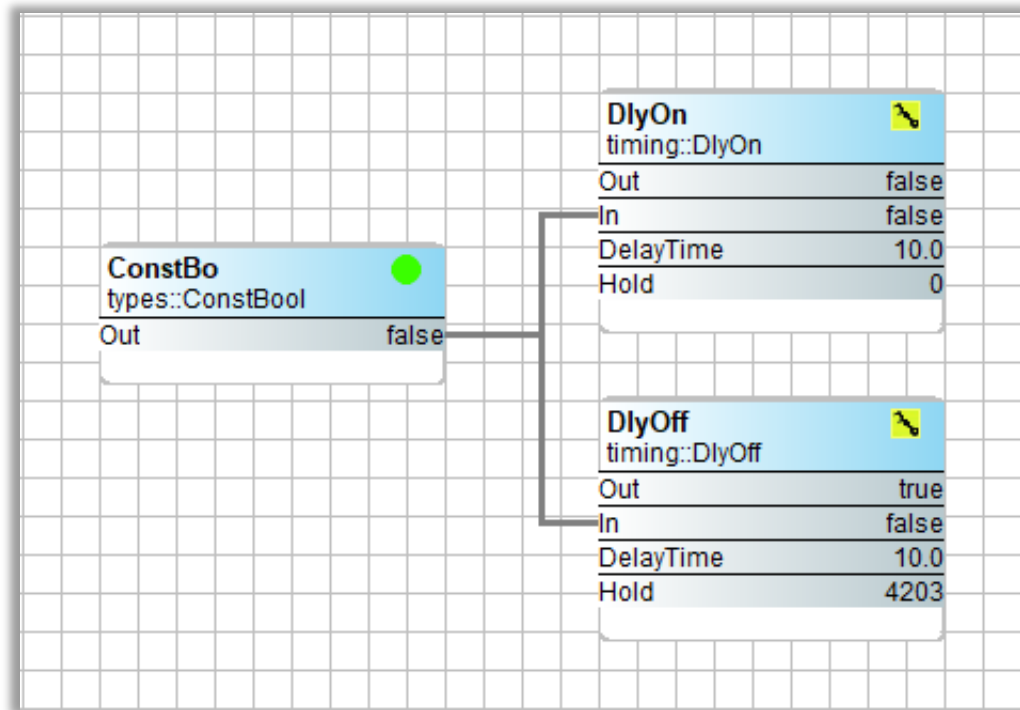 ConstBo
types::ConstBool
Out false
DlyOn
timing::DlyOn
Out false
In false
DelayTime 10.0
Hold 0
DlyOff
timing::DlyOff
Out true
In false
DelayTime 10.0
Hold 4203